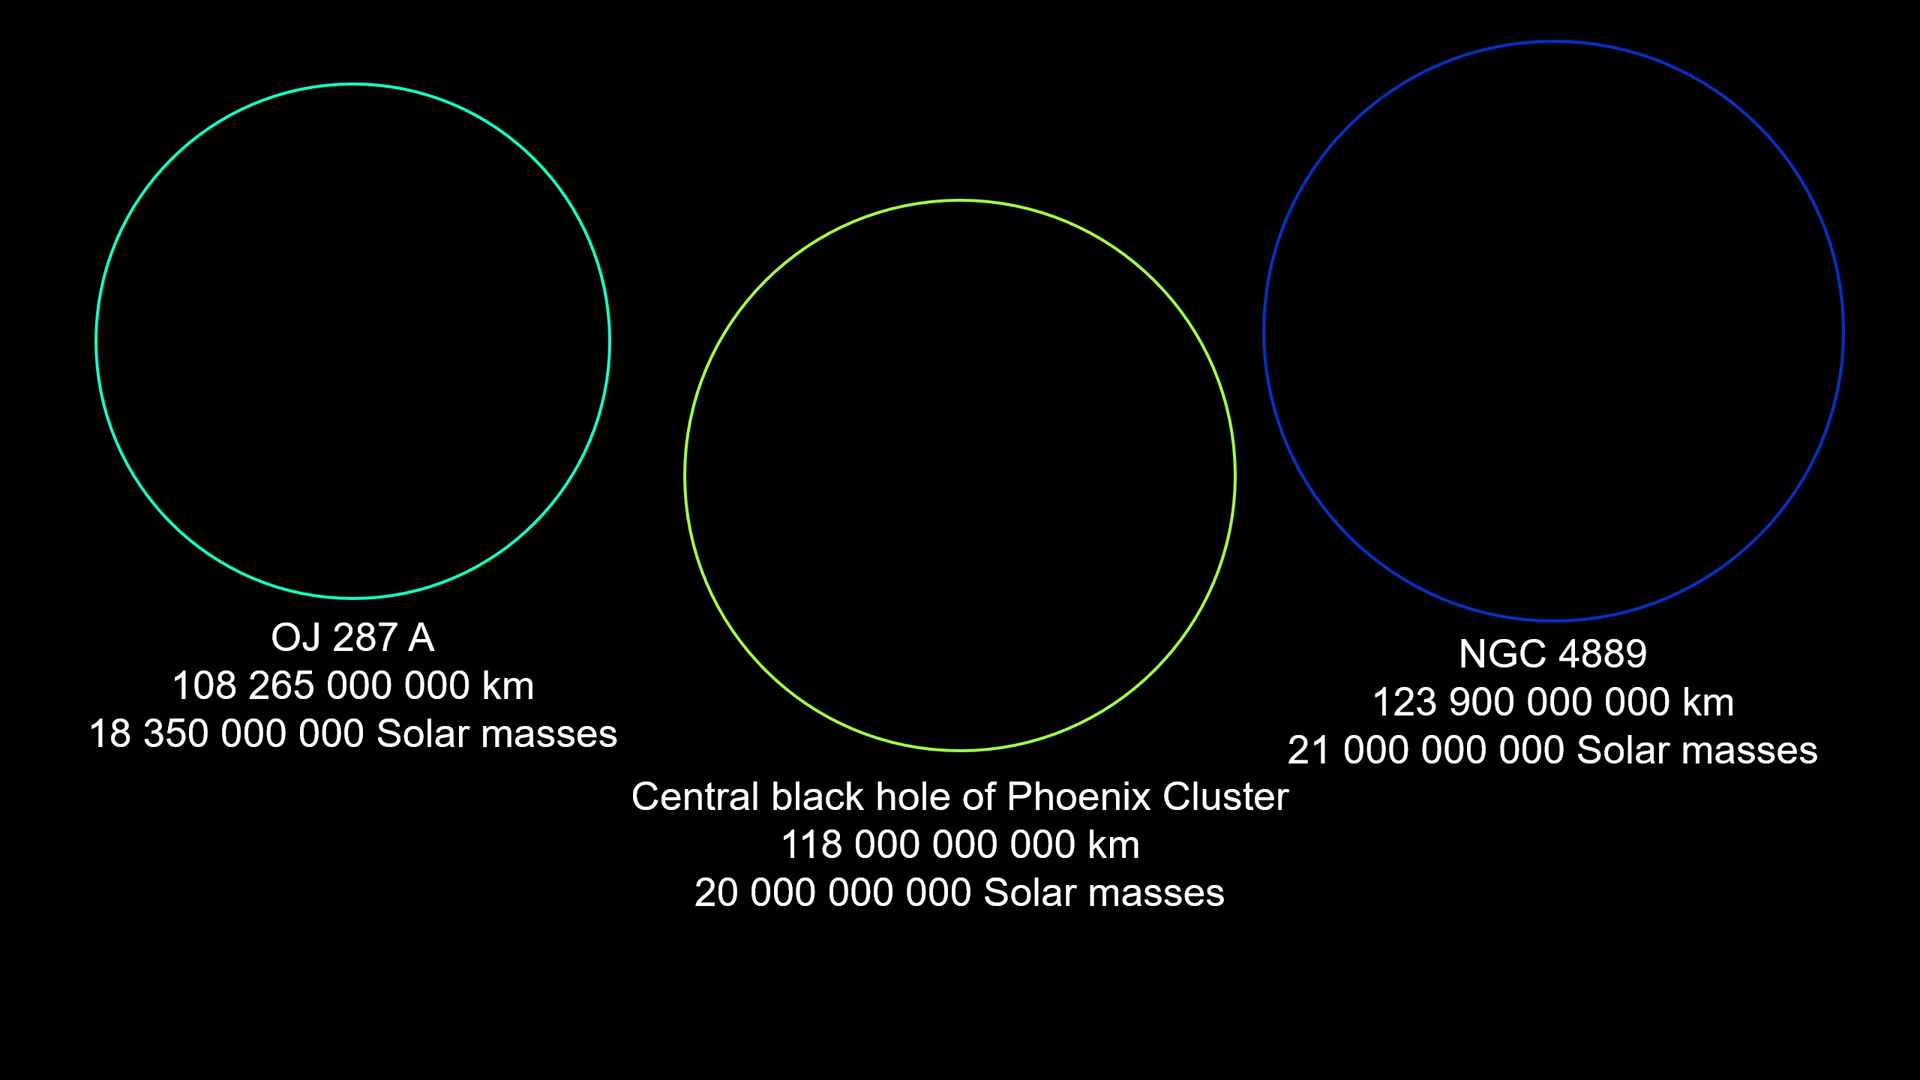 OJ 287 A
108 265 000 000 km
18 350 000 000 Solar masses
Central black hole of Phoenix Cluster
118 000 000 000 km
20 000 000 000 Solar masses
NGC 4889
123 900 000 000 km
21 000 000 000 Solar masses